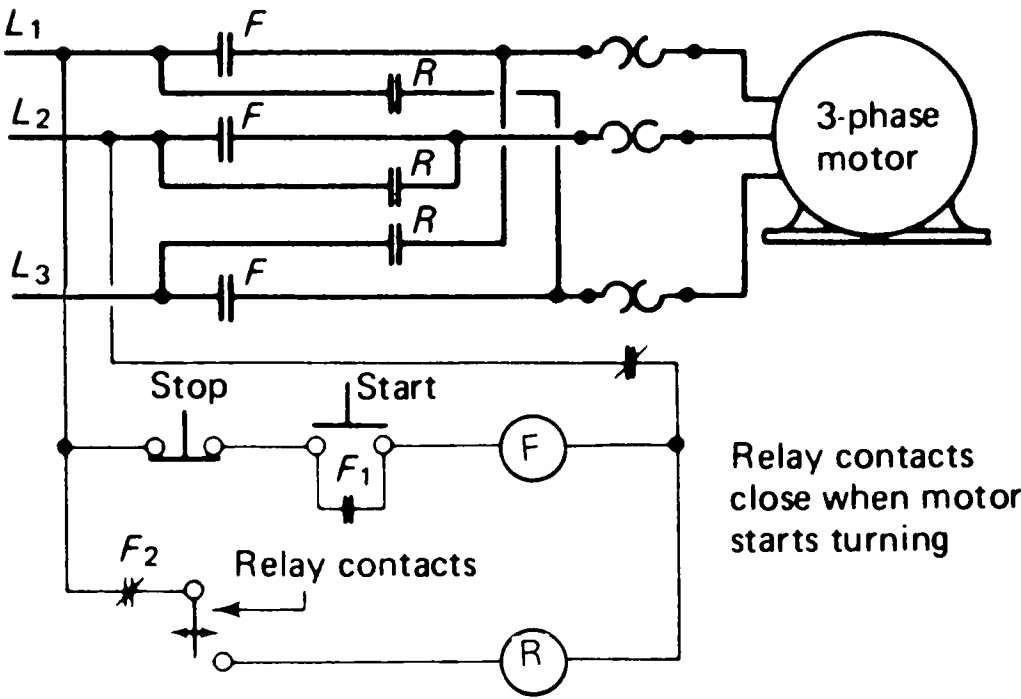 L1
F
R
L2
F
3-phase
motor
R
R
L3
F
Stop
Start
F1
F
Relay contacts
close when motor
starts turning
F2
Relay contacts
R